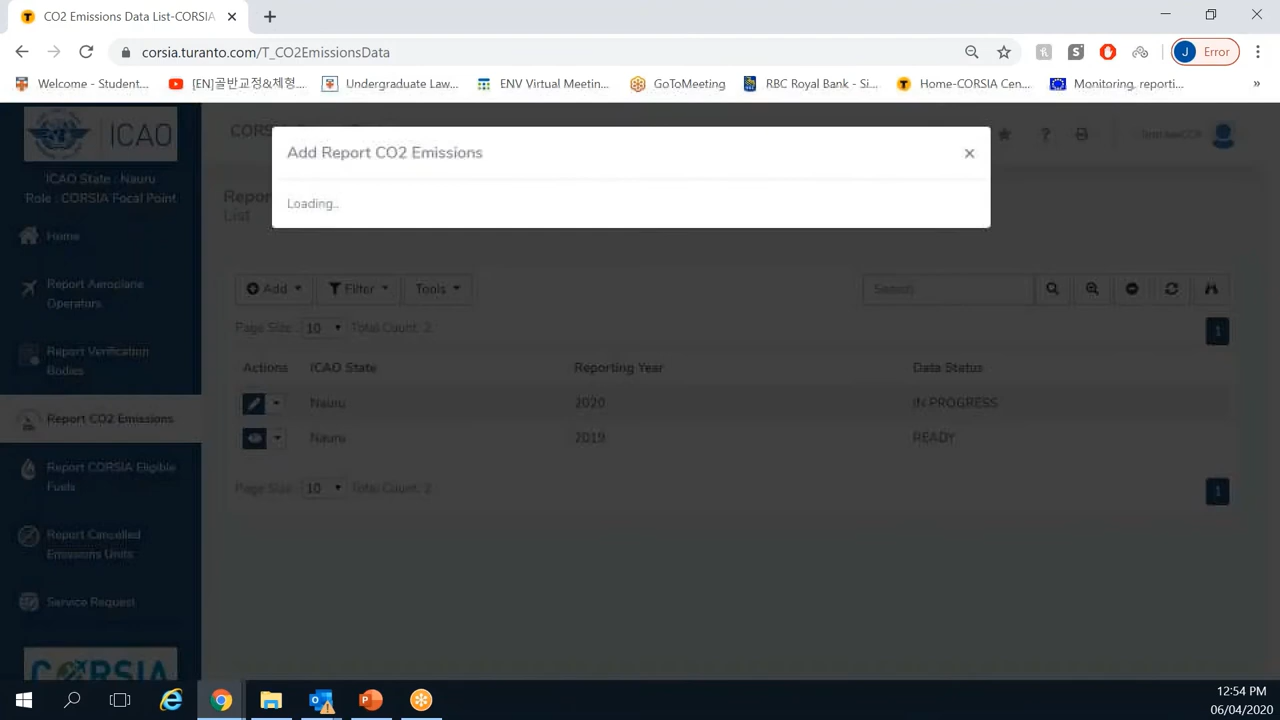 CO2 Emissions Data List-CORSIA
corsia.turanto.com/T_CO2EmissionsData
J Error
Welcome - Student...
[EN]골반교정&체형...
Undergraduate Law...
ENV Virtual Meetin...
GoToMeeting
RBC Royal Bank - Si...
Home-CORSIA Cen...
Monitoring, reporti...
»
ICAO
ICAO State : Nauru
Role : CORSIA Focal Point
Home
Report Aeroplane
Operators
Report Verification
Bodies
Report CO2 Emissions
Report CORSIA Eligible
Fuels
Report Cancelled
Emissions Units
Service Request
CORSIA
CORS
Add Report CO2 Emissions
Loading..
Repor
List
Add
Filter
Tools
Search
Page Size: 10 Total Count: 2
1
Actions ICAO State Reporting Year Data Status
Nauru 2020 IN PROGRESS
Nauru 2019 READY
Page Size: 10 Total Count: 2
1
12:54 PM
06/04/2020